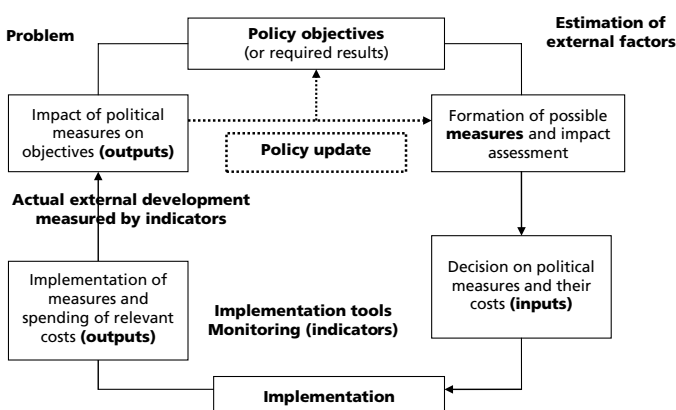 Problem
Policy objectives
(or required results)
Estimation of
external factors
Impact of political
measures on
objectives (outputs)
Policy update
Formation of possible
measures and impact
assessment
Actual external development
measured by indicators
Implementation of
measures and
spending of relevant
costs (outputs)
Implementation tools
Monitoring (indicators)
Decision on political
measures and their
costs (inputs)
Implementation